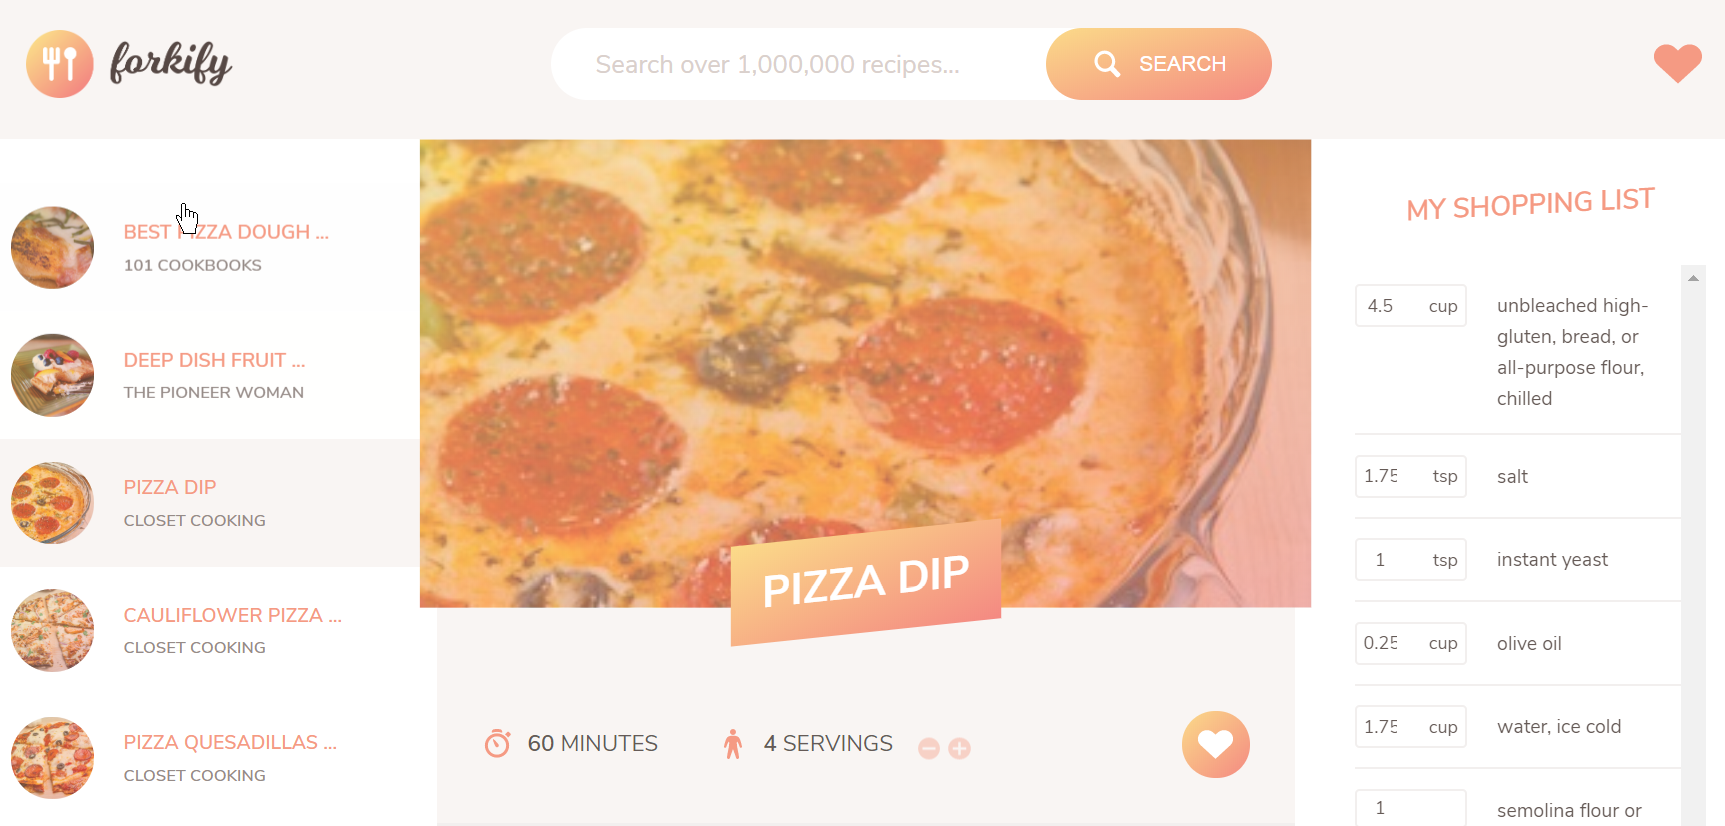 forkify
Search over 1,000,000 recipes...
SEARCH
BEST PIZZA DOUGH ...
101 COOKBOOKS
DEEP DISH FRUIT ...
THE PIONEER WOMAN
PIZZA DIP
CLOSET COOKING
CAULIFLOWER PIZZA ...
CLOSET COOKING
PIZZA QUESADILLAS ...
CLOSET COOKING
PIZZA DIP
60 MINUTES
4 SERVINGS
MY SHOPPING LIST
4.5 cup unbleached high-
gluten, bread, or
all-purpose flour,
chilled
1.75 tsp salt
1 tsp instant yeast
0.25 cup olive oil
1.75 cup water, ice cold
1 semolina flour or